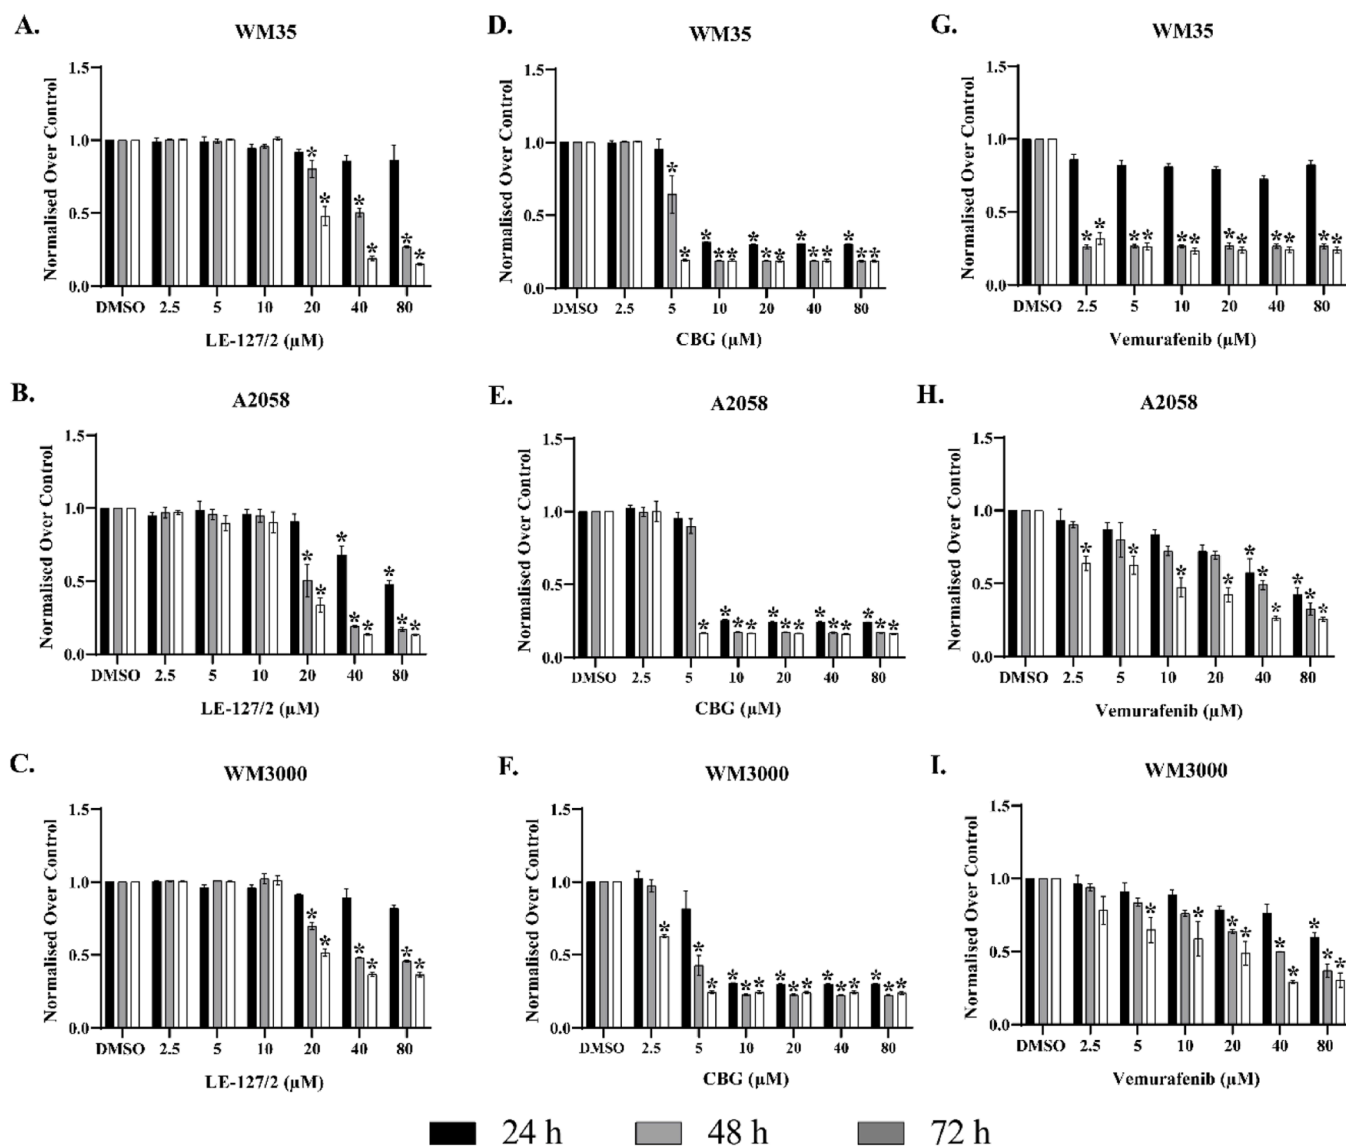 A.
WM35
Normalised Over Control
1.5
1.0
0.5
0.0
* * * * * *
DMSO 2.5 5 10 20 40 80
LE-127/2 (µM)
D.
WM35
Normalised Over Control
1.5
1.0
0.5
0.0
* * * * * * * * * * * * * *
DMSO 2.5 5 10 20 40 80
CBG (µM)
G.
WM35
Normalised Over Control
1.5
1.0
0.5
0.0
* * * * * * * * * * * *
DMSO 2.5 5 10 20 40 80
Vemurafenib (µM)
B.
A2058
Normalised Over Control
1.5
1.0
0.5
0.0
* * * * * * * *
DMSO 2.5 5 10 20 40 80
LE-127/2 (µM)
E.
A2058
Normalised Over Control
1.5
1.0
0.5
0.0
* * * * * * * * * * * * *
DMSO 2.5 5 10 20 40 80
CBG (µM)
H.
A2058
Normalised Over Control
1.5
1.0
0.5
0.0
* * * * * * * * * *
DMSO 2.5 5 10 20 40 80
Vemurafenib (µM)
C.
WM3000
Normalised Over Control
1.5
1.0
0.5
0.0
* * * * * *
DMSO 2.5 5 10 20 40 80
LE-127/2 (µM)
F.
WM3000
Normalised Over Control
1.5
1.0
0.5
0.0
* * * * * * * * * * * * * * *
DMSO 2.5 5 10 20 40 80
CBG (µM)
I.
WM3000
Normalised Over Control
1.5
1.0
0.5
0.0
* * * * * * * * *
DMSO 2.5 5 10 20 40 80
Vemurafenib (µM)
24 h 48 h 72 h